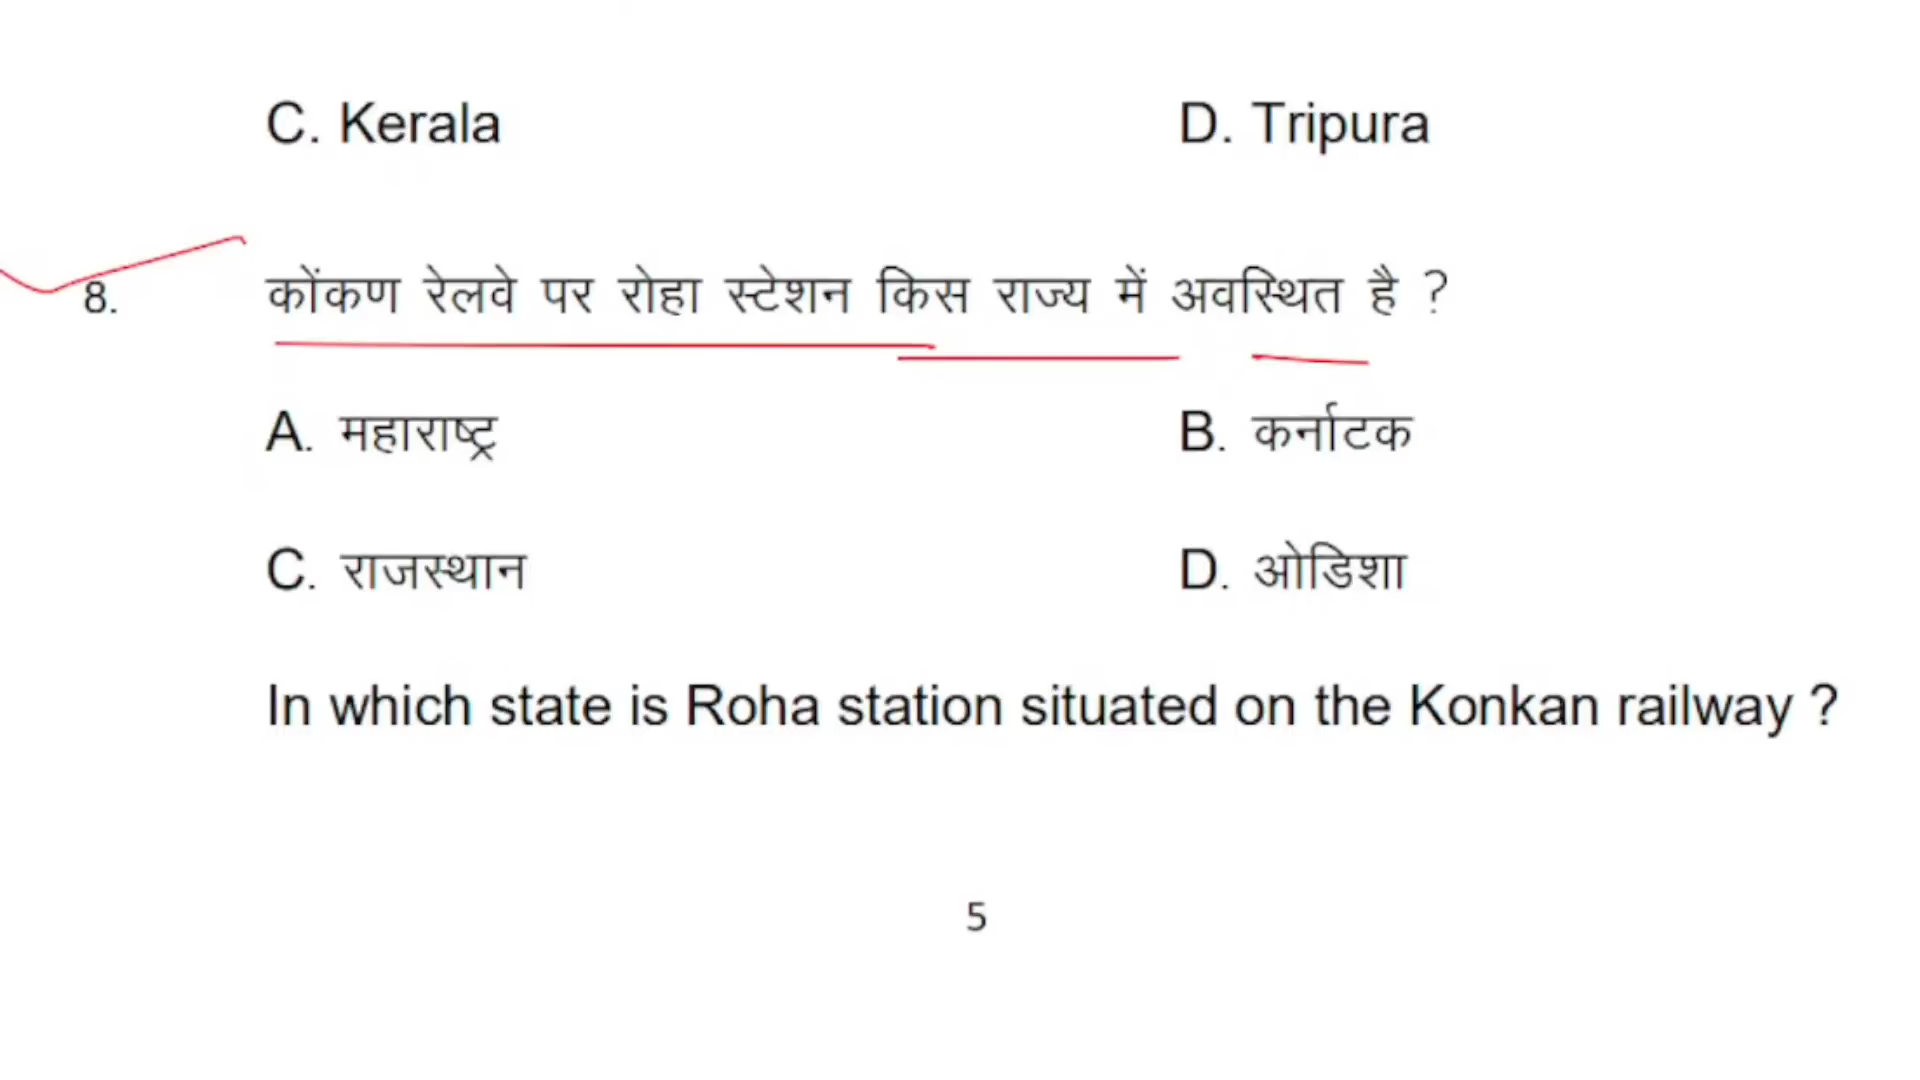 C. Kerala D. Tripura
8. कोंकण रेलवे पर रोहा स्टेशन किस राज्य में अवस्थित है ?
A. महाराष्ट्र B. कर्नाटक
C. राजस्थान D. ओडिशा
In which state is Roha station situated on the Konkan railway ?
5